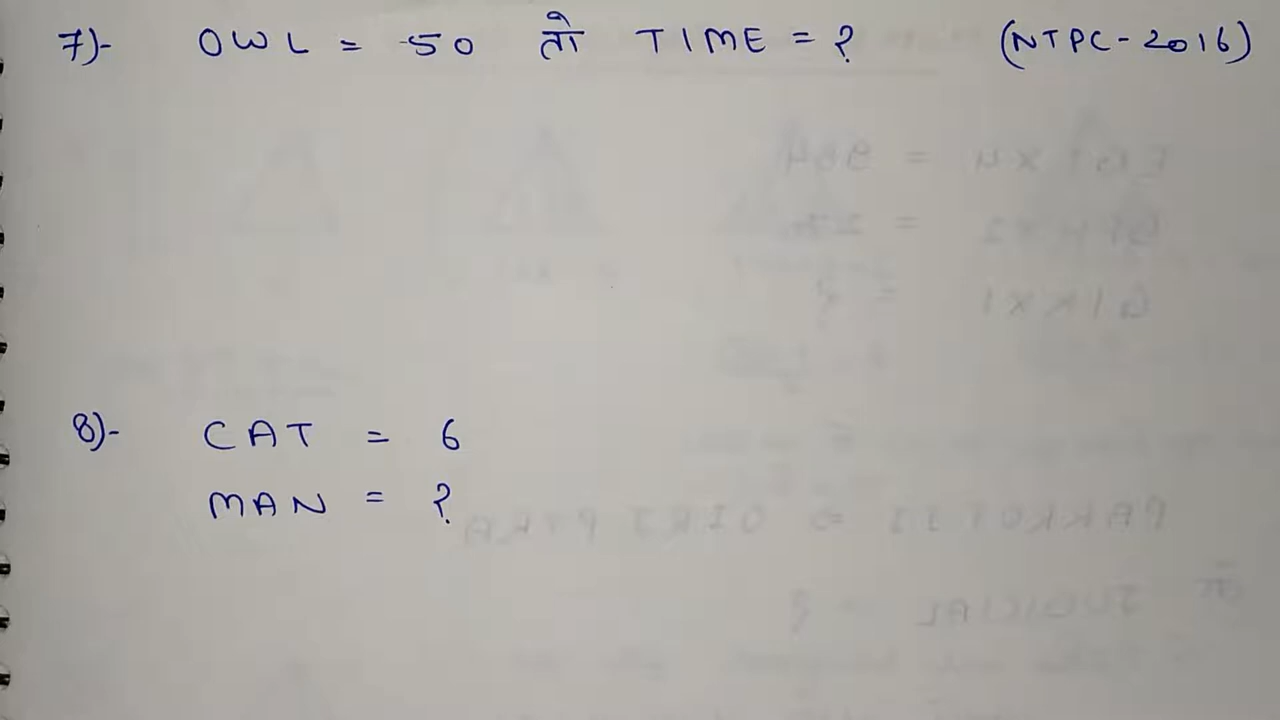 7)- OWL = 50 तो TIME = ? (NTPC-2016)
8)- CAT = 6
MAN = ?